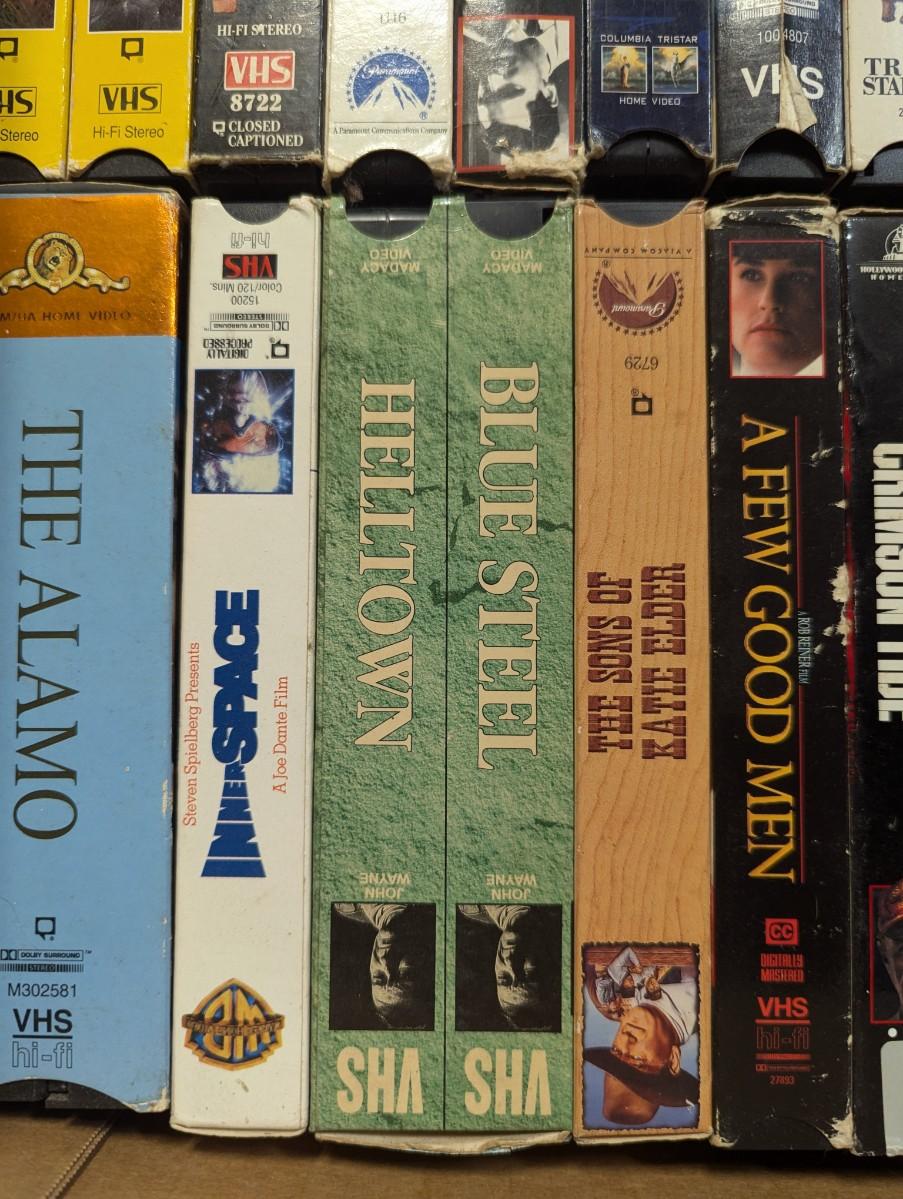 VHS
Stereo
VHS
Hi-Fi Stereo
HI-FI STEREO
VHS
8722
CLOSED
CAPTIONED
Paramount
A Paramount Communications Company
COLUMBIA TRISTAR
HOME VIDEO
1004807
VHS
HOME VIDEO
THE ALAMO
DOLBY SURROUND
STEREO
M302581
VHS
hi-fi
hi-fi
VHS
15200
Color/120 Mins.
DOLBY SURROUND
STEREO
DIGITALLY
PROCESSED
Steven Spielberg Presents
INNERSPACE
A Joe Dante Film
MADACY
VIDEO
HELLTOWN
JOHN
WAYNE
VHS
MADACY
VIDEO
BLUE STEEL
JOHN
WAYNE
VHS
A VIACOM COMPANY
Paramount
6729
THE SONS OF
KATIE ELDER
A FEW GOOD MEN
A ROB REINER FILM
CC
DIGITALLY
MASTERED
VHS
hi-fi
27893
HOLLYWOOD
HOME
CRIMSON TIDE